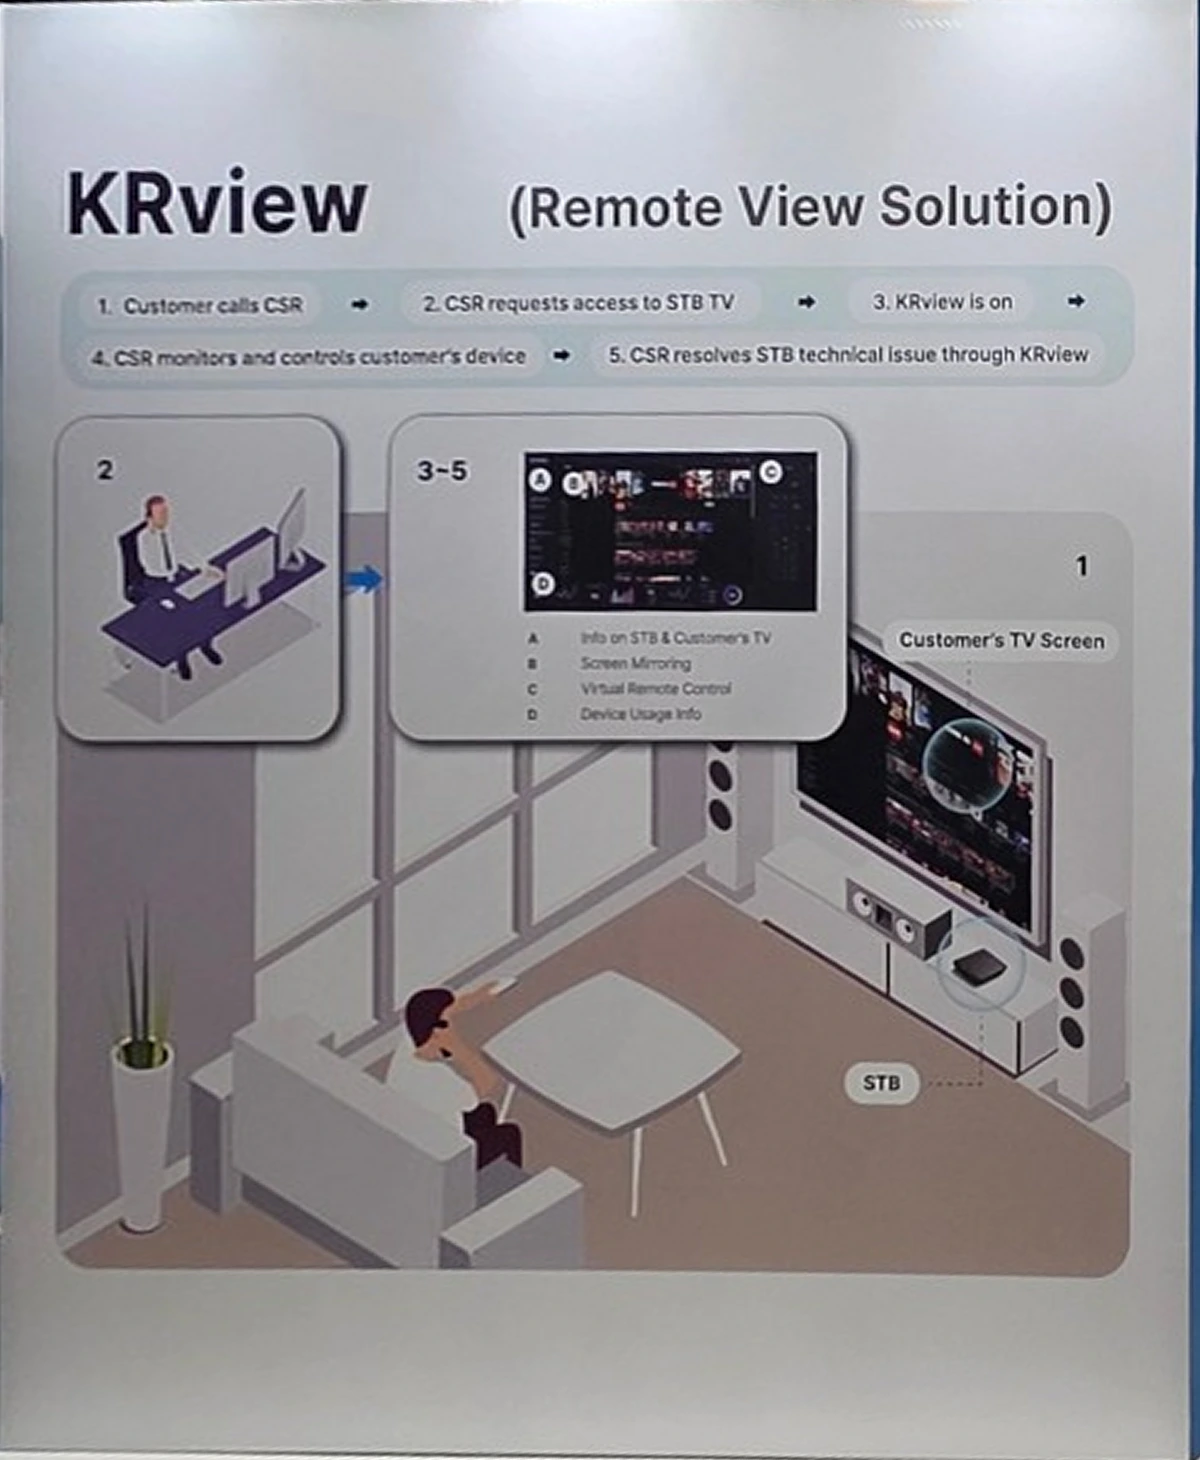 KRview (Remote View Solution)
1. Customer calls CSR ➡ 2. CSR requests access to STB TV ➡ 3. KRview is on ➡
4. CSR monitors and controls customer's device ➡ 5. CSR resolves STB technical issue through KRview
2
3~5
A
B
C
D
A Info on STB & Customer's TV
B Screen Mirroring
C Virtual Remote Control
D Device Usage Info
1
Customer's TV Screen
STB